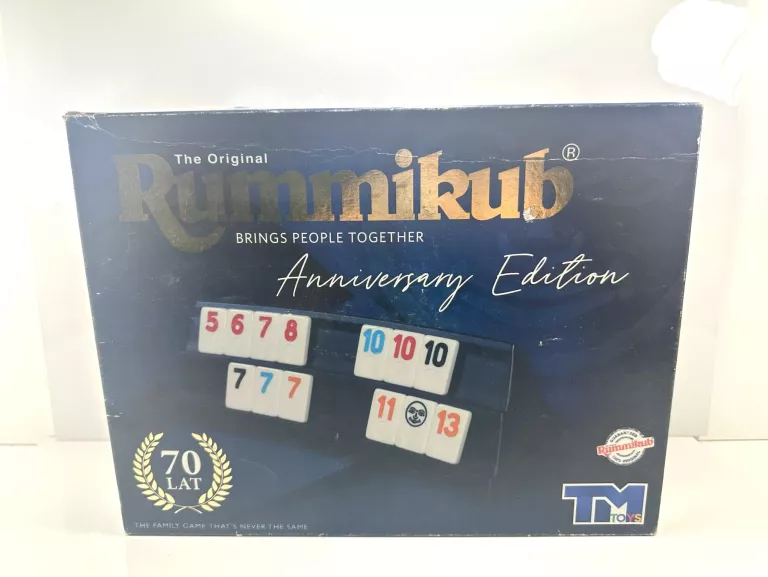 The Original
Rummikub®
BRINGS PEOPLE TOGETHER
Anniversary Edition
5 6 7 8
10 10 10
7 7 7
11 13
70
LAT
Rummikub
TM
TOYS
THE FAMILY GAME THAT'S NEVER THE SAME